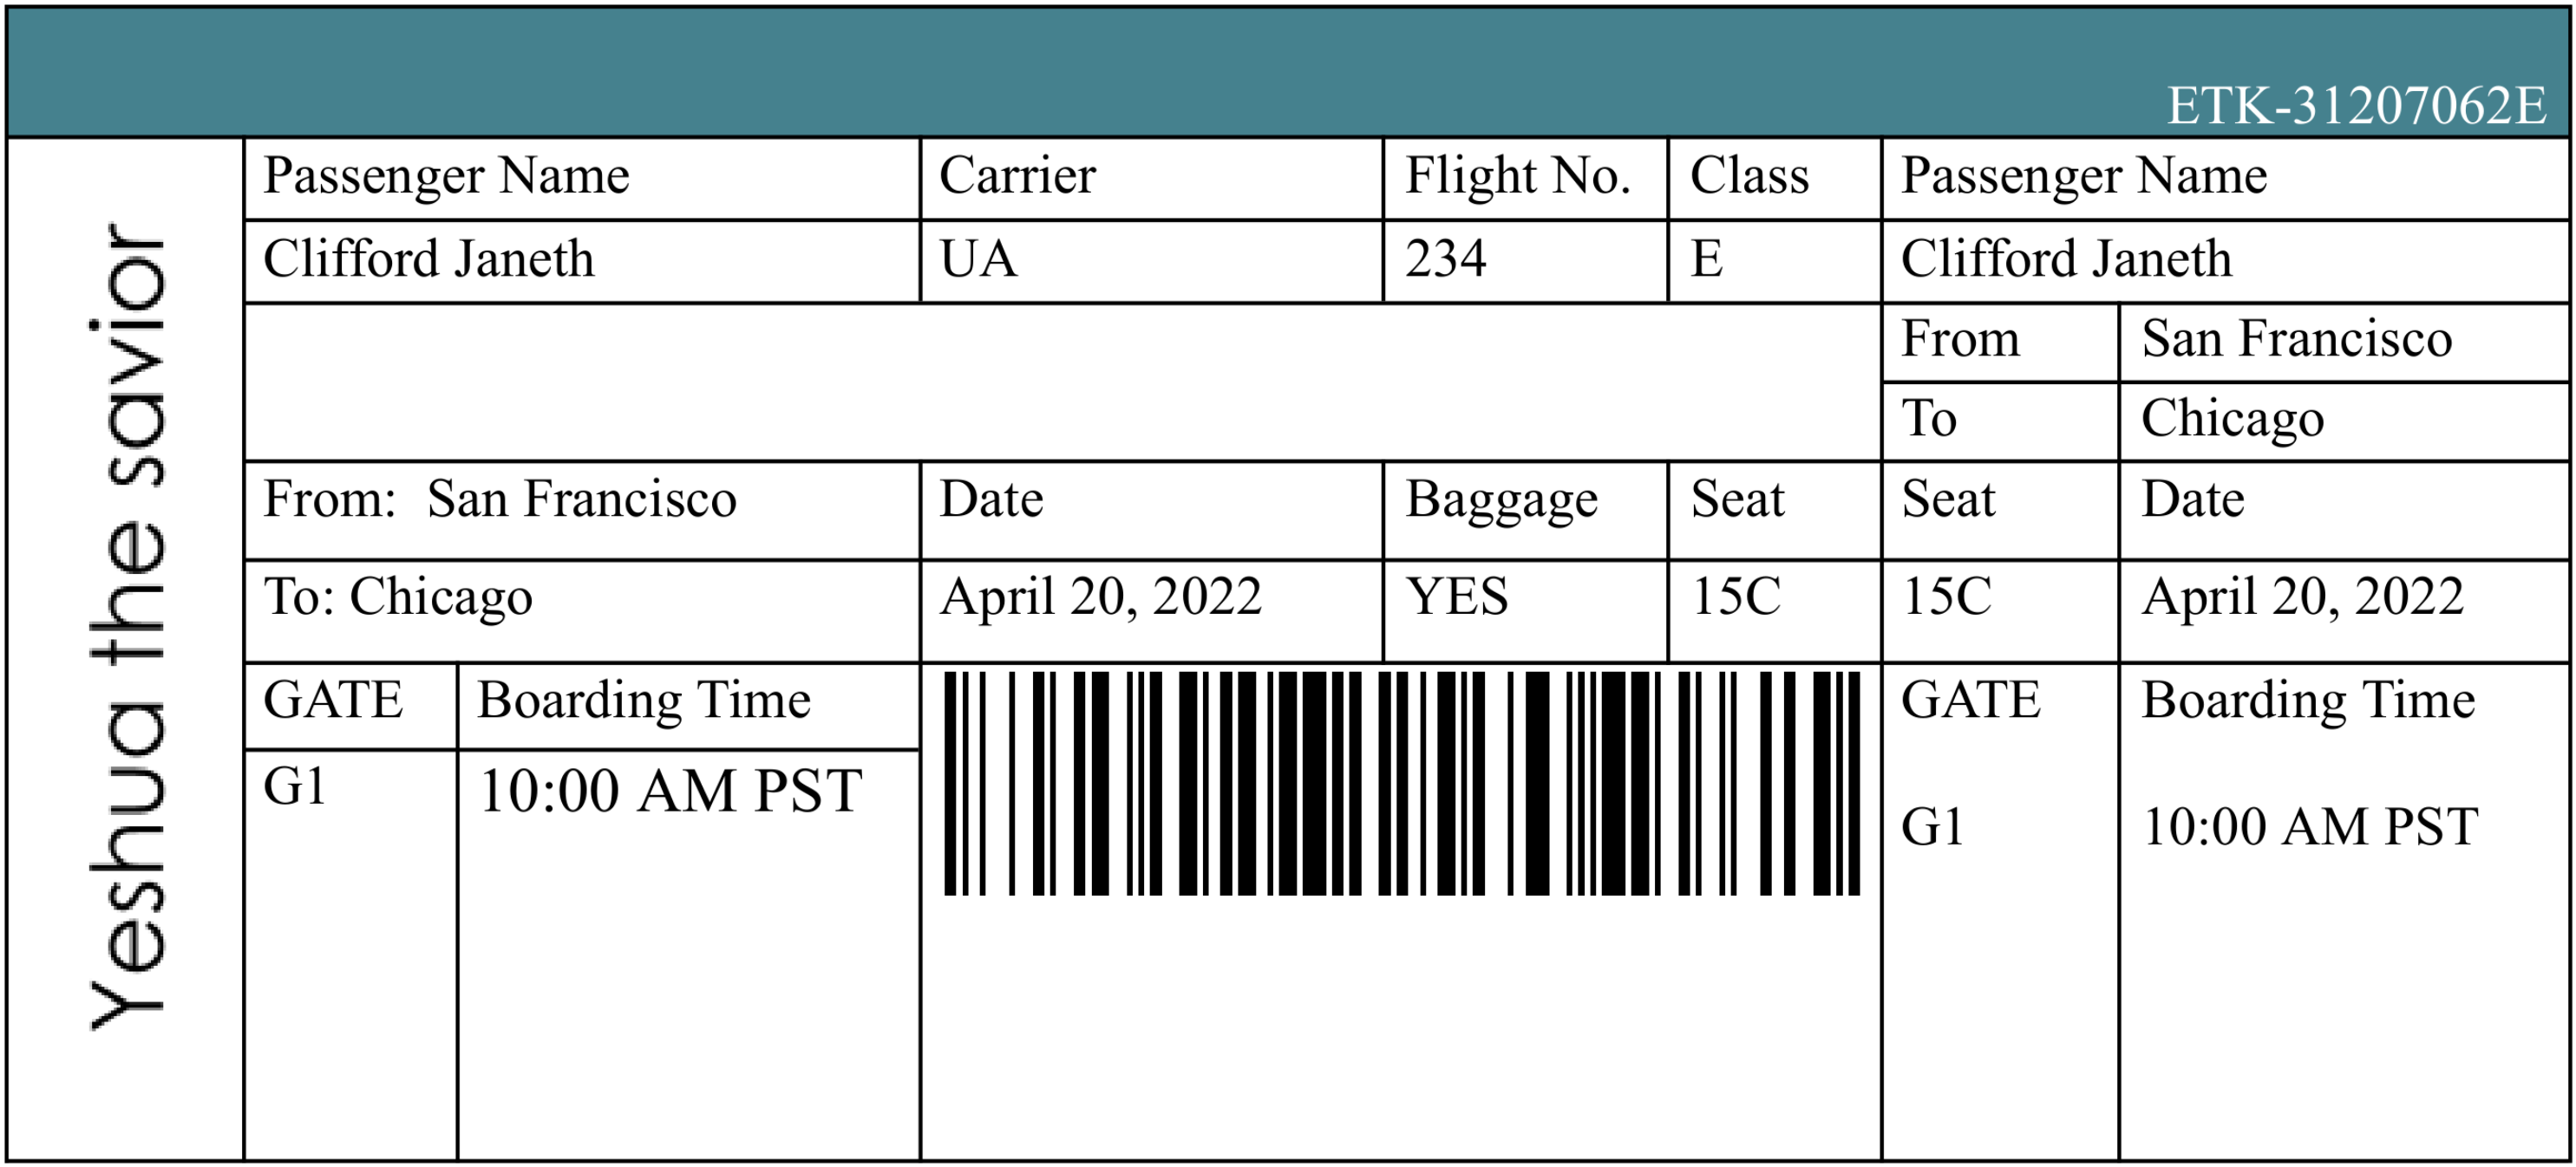 ETK-31207062E
Yeshua the savior
Passenger Name
Carrier
Flight No.
Class
Passenger Name
Clifford Janeth
UA
234
E
Clifford Janeth
From
San Francisco
To
Chicago
From: San Francisco
Date
Baggage
Seat
Seat
Date
To: Chicago
April 20, 2022
YES
15C
15C
April 20, 2022
GATE
Boarding Time
GATE
Boarding Time
G1
10:00 AM PST
G1
10:00 AM PST